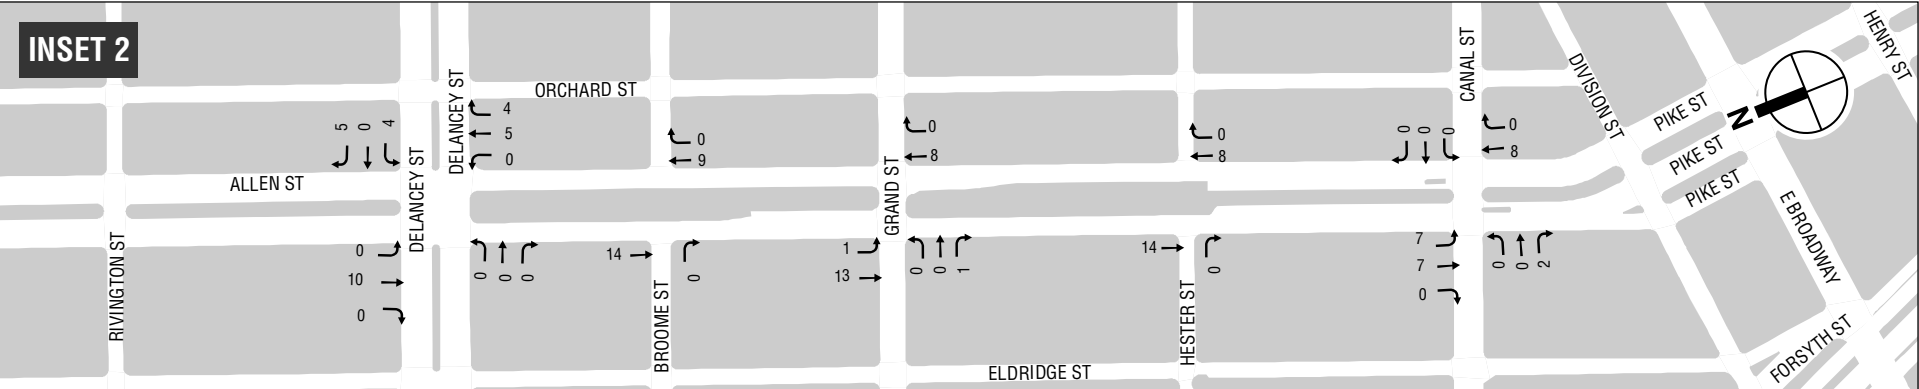 INSET 2
ORCHARD ST
DELANCEY ST
CANAL ST
DIVISION ST
HENRY ST
PIKE ST
N
PIKE ST
PIKE ST
E BROADWAY
5 0 4
4
5
0
0
9
0
8
0
8
0 0 0
0
8
ALLEN ST
DELANCEY ST
GRAND ST
RIVINGTON ST
0
10
0
0 0 0
14
0
1
13
0 0 1
14
0
7
7
0
0 0 2
BROOME ST
HESTER ST
ELDRIDGE ST
FORSYTH ST